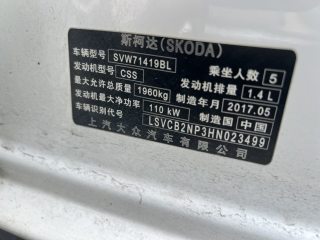 斯柯达(SKODA)
车辆型号 SVW71419BL 乘坐人数 5
发动机型号 CSS 发动机排量 1.4 L
最大允许总质量 1960kg 制造年月 2017.05
发动机最大净功率 110 kW 制造国 中国
车辆识别代号 LSVCB2NP3HN023499
上汽大众汽车有限公司